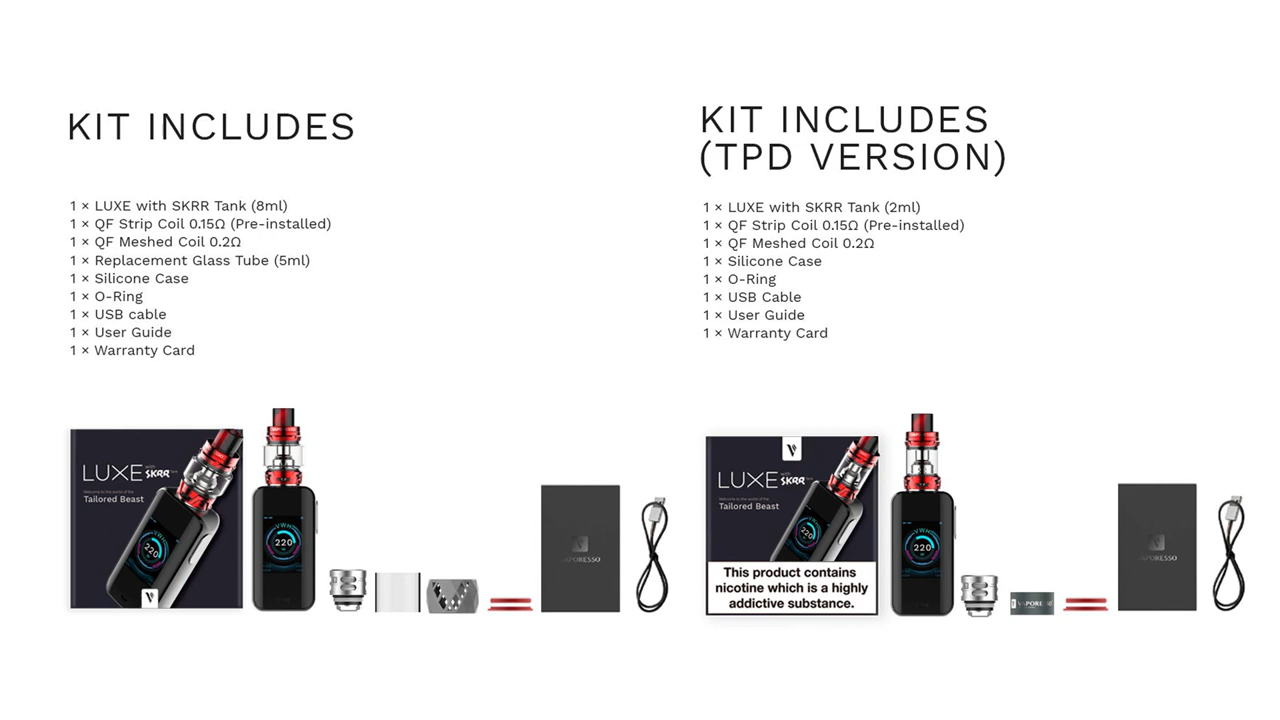 KIT INCLUDES
1 × LUXE with SKRR Tank (8ml)
1 × QF Strip Coil 0.15Ω (Pre-installed)
1 × QF Meshed Coil 0.2Ω
1 × Replacement Glass Tube (5ml)
1 × Silicone Case
1 × O-Ring
1 × USB cable
1 × User Guide
1 × Warranty Card
LUXE with SKRR
Tailored Beast
220
220
VAPORESSO
KIT INCLUDES
(TPD VERSION)
1 × LUXE with SKRR Tank (2ml)
1 × QF Strip Coil 0.15Ω (Pre-installed)
1 × QF Meshed Coil 0.2Ω
1 × Silicone Case
1 × O-Ring
1 × USB Cable
1 × User Guide
1 × Warranty Card
LUXE with SKRR
Tailored Beast
220
This product contains
nicotine which is a highly
addictive substance.
220
VAPORESSO